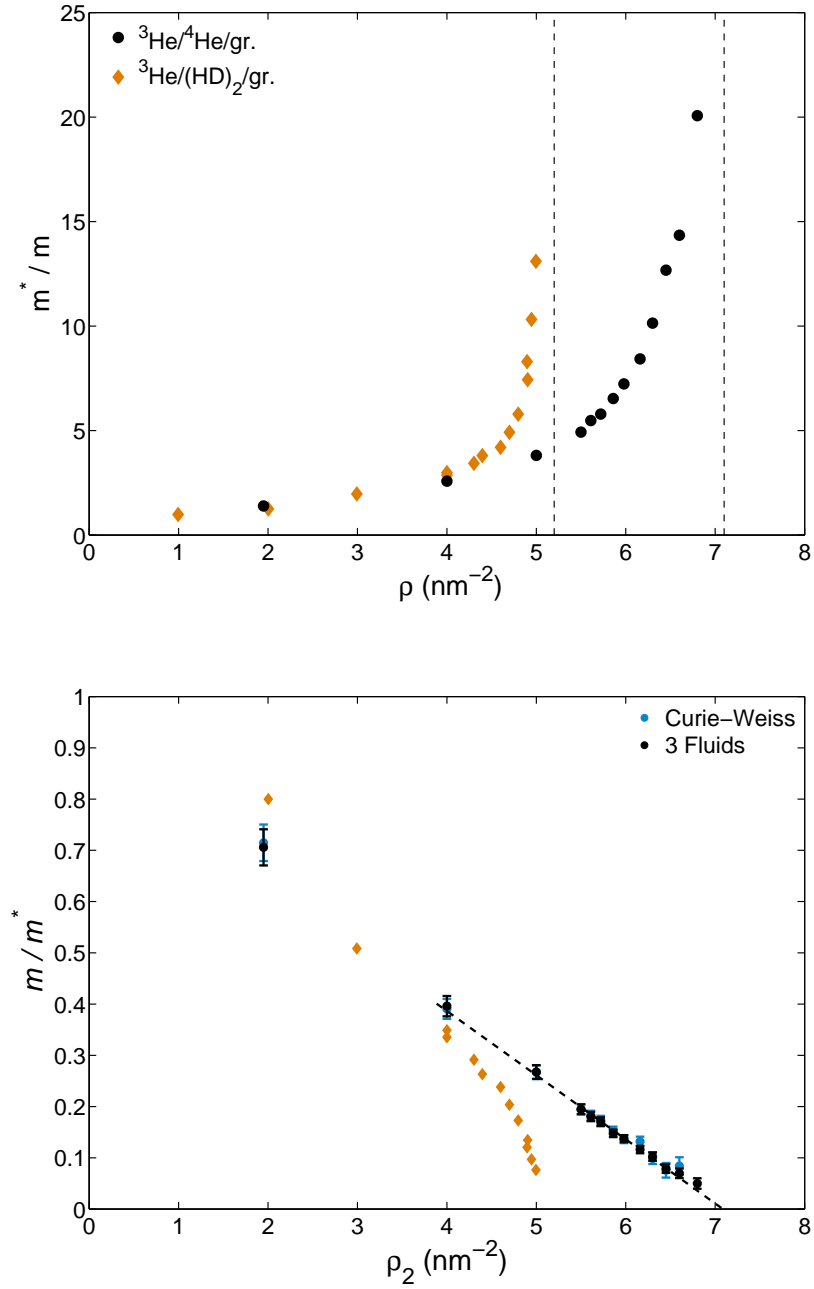 25
20
15
10
5
0
m* / m
³He/⁴He/gr.
³He/(HD)₂/gr.
0 1 2 3 4 5 6 7 8
ρ (nm⁻²)
1
0.9
0.8
0.7
0.6
0.5
0.4
0.3
0.2
0.1
0
m / m*
Curie−Weiss
3 Fluids
0 1 2 3 4 5 6 7 8
ρ₂ (nm⁻²)